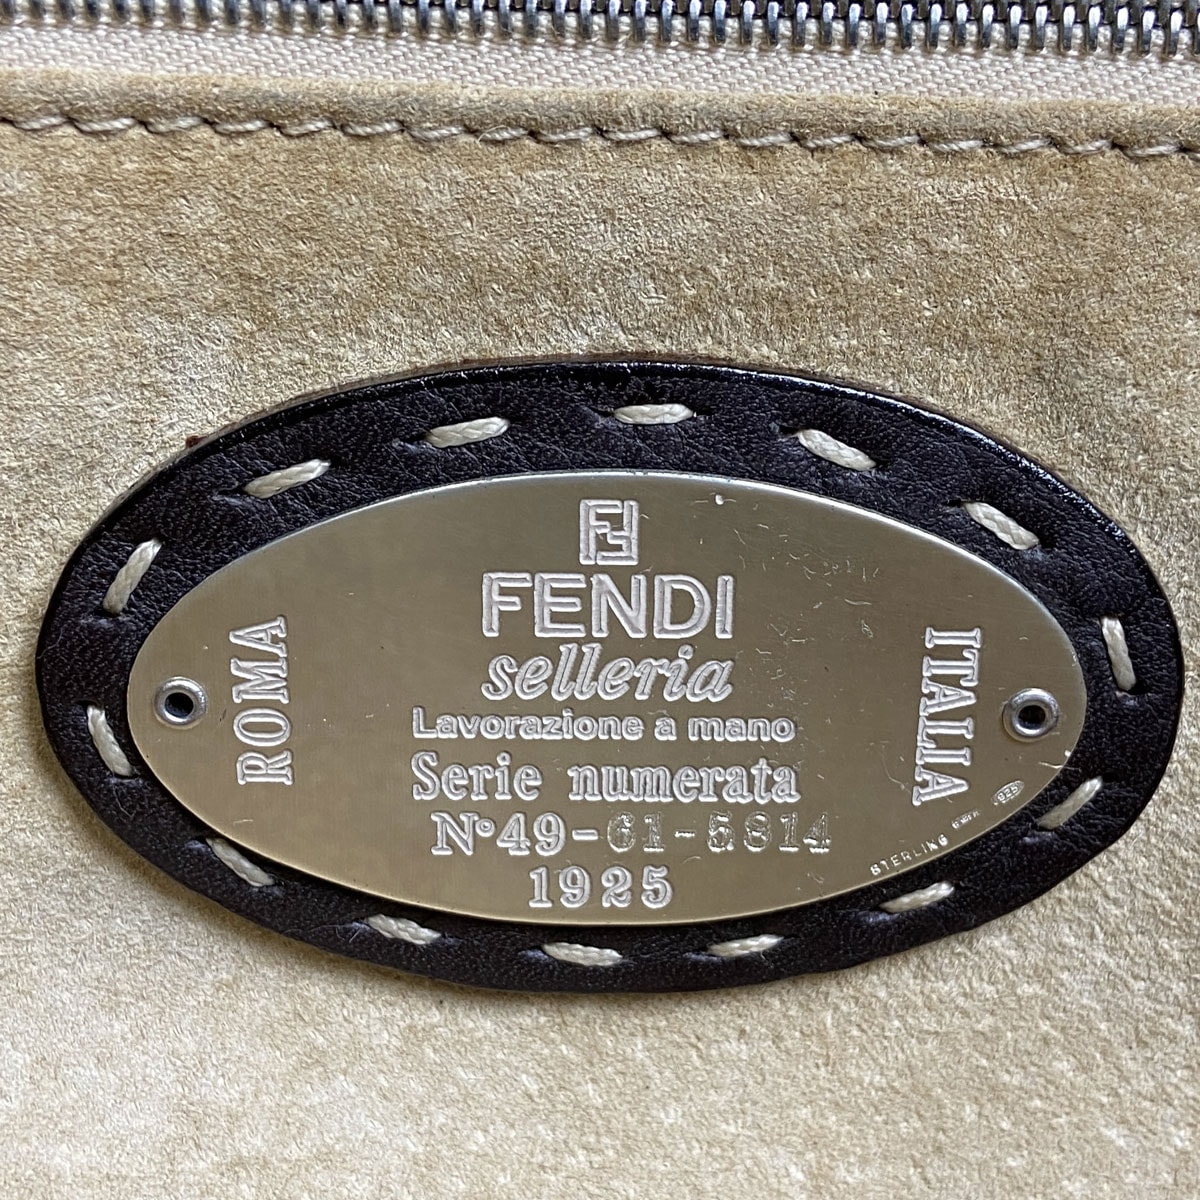 FENDI
selleria
Lavorazione a mano
Serie numerata
N°49-61-5814
1925
ROMA
ITALIA
STERLING
925